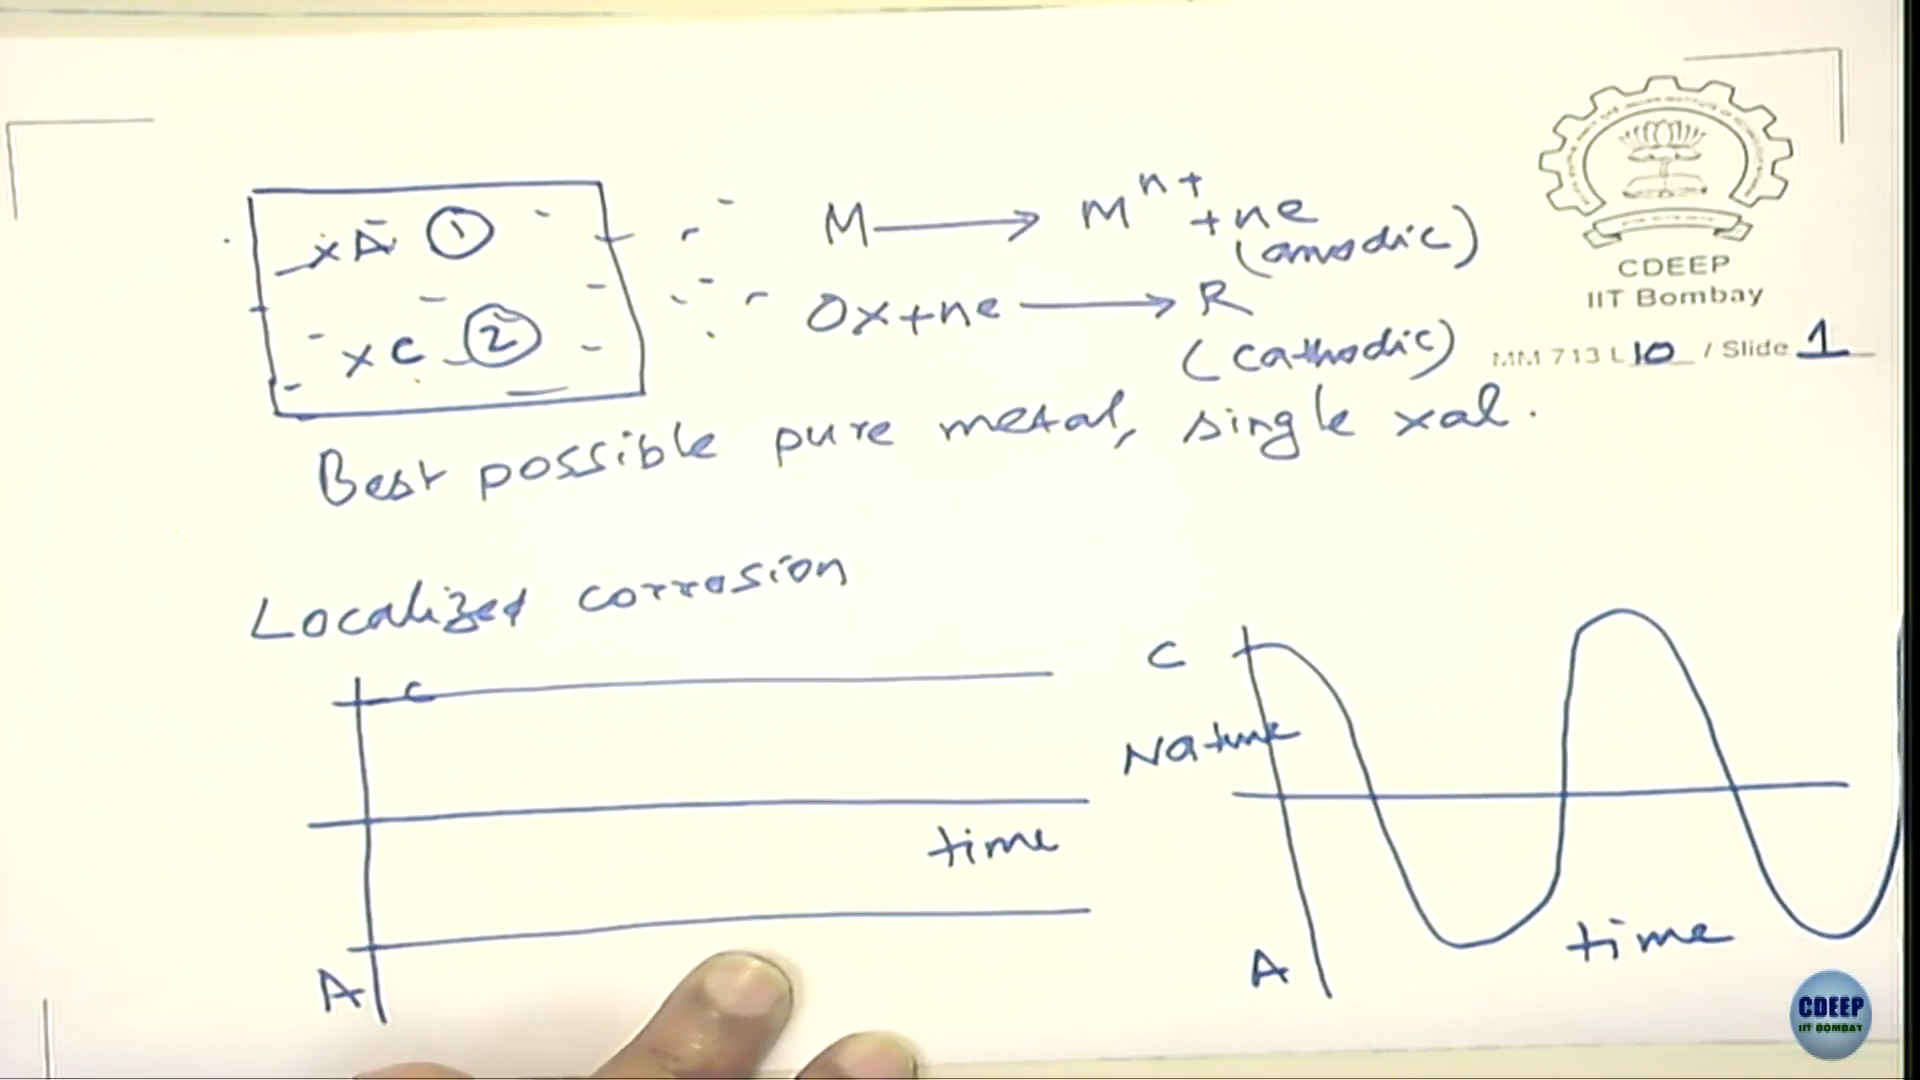 xA ①
xC ②
M → Mⁿ⁺ + ne
(anodic)
Ox + ne → R
(cathodic)
Best possible pure metal, single xal.
CDEEP
IIT Bombay
MM 713 L 10 / Slide 1
Localized corrosion
C
time
A
C
Nature
A
time
CDEEP
IIT BOMBAY